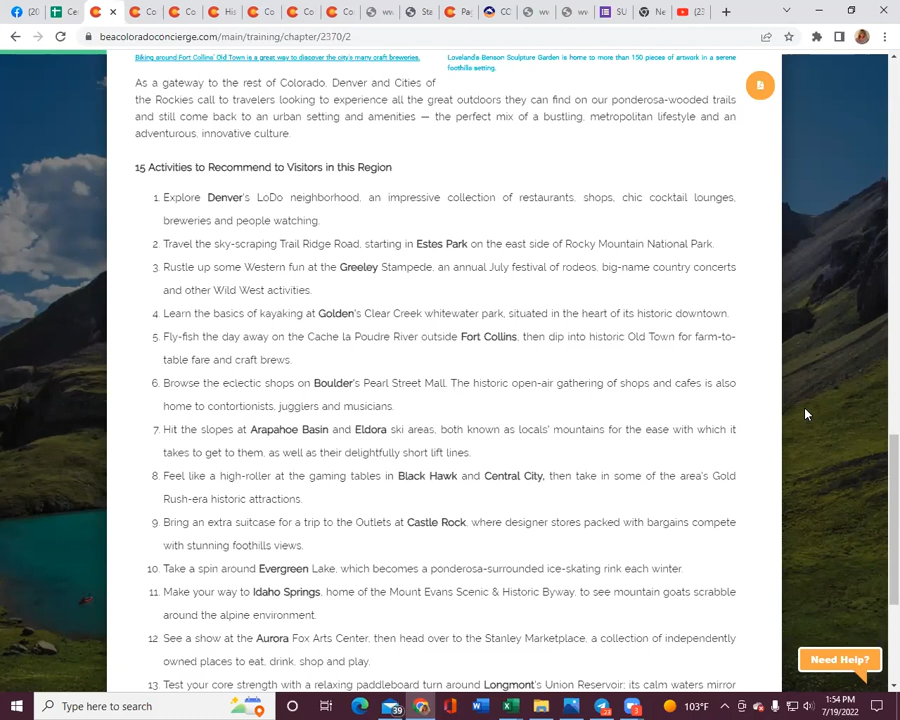 (20
Ce
Co
Co
His
Co
Co
Co
ww
Sta
Pag
CC
ww
ww
SU
Ne
(23
beacoloradoconcierge.com/main/training/chapter/2370/2
Biking around Fort Collins' Old Town is a great way to discover the city's many craft breweries.
Loveland's Benson Sculpture Garden is home to more than 150 pieces of artwork in a serene
foothills setting.
As a gateway to the rest of Colorado, Denver and Cities of
the Rockies call to travelers looking to experience all the great outdoors they can find on our ponderosa-wooded trails
and still come back to an urban setting and amenities — the perfect mix of a bustling, metropolitan lifestyle and an
adventurous, innovative culture.
15 Activities to Recommend to Visitors in this Region
1. Explore Denver's LoDo neighborhood, an impressive collection of restaurants, shops, chic cocktail lounges,
breweries and people watching.
2. Travel the sky-scraping Trail Ridge Road, starting in Estes Park on the east side of Rocky Mountain National Park.
3. Rustle up some Western fun at the Greeley Stampede, an annual July festival of rodeos, big-name country concerts
and other Wild West activities.
4. Learn the basics of kayaking at Golden's Clear Creek whitewater park, situated in the heart of its historic downtown.
5. Fly-fish the day away on the Cache la Poudre River outside Fort Collins, then dip into historic Old Town for farm-to-
table fare and craft brews.
6. Browse the eclectic shops on Boulder's Pearl Street Mall. The historic open-air gathering of shops and cafes is also
home to contortionists, jugglers and musicians.
7. Hit the slopes at Arapahoe Basin and Eldora ski areas, both known as locals' mountains for the ease with which it
takes to get to them, as well as their delightfully short lift lines.
8. Feel like a high-roller at the gaming tables in Black Hawk and Central City, then take in some of the area's Gold
Rush-era historic attractions.
9. Bring an extra suitcase for a trip to the Outlets at Castle Rock, where designer stores packed with bargains compete
with stunning foothills views.
10. Take a spin around Evergreen Lake, which becomes a ponderosa-surrounded ice-skating rink each winter.
11. Make your way to Idaho Springs, home of the Mount Evans Scenic & Historic Byway, to see mountain goats scrabble
around the alpine environment.
12. See a show at the Aurora Fox Arts Center, then head over to the Stanley Marketplace, a collection of independently
owned places to eat, drink, shop and play.
13. Test your core strength with a relaxing paddleboard turn around Longmont's Union Reservoir; its calm waters mirror
Need Help?
Type here to search
39
103°F
1:54 PM
7/19/2022